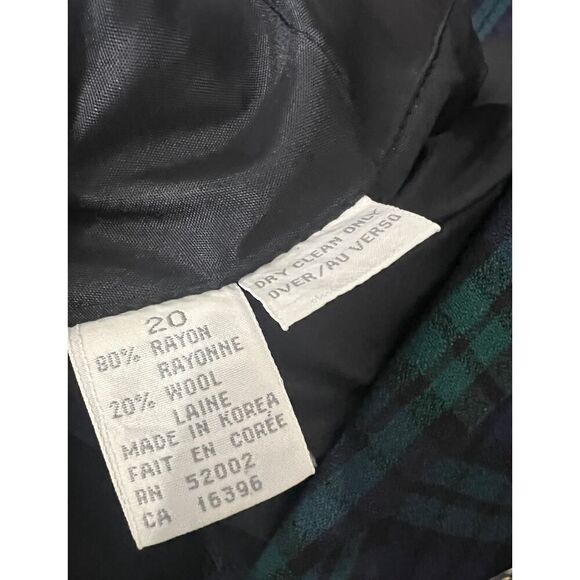 DRY CLEAN ONLY
OVER/AU VERSO
20
80% RAYON
RAYONNE
20% WOOL
LAINE
MADE IN KOREA
FAIT EN CORÉE
RN 52002
CA 16396